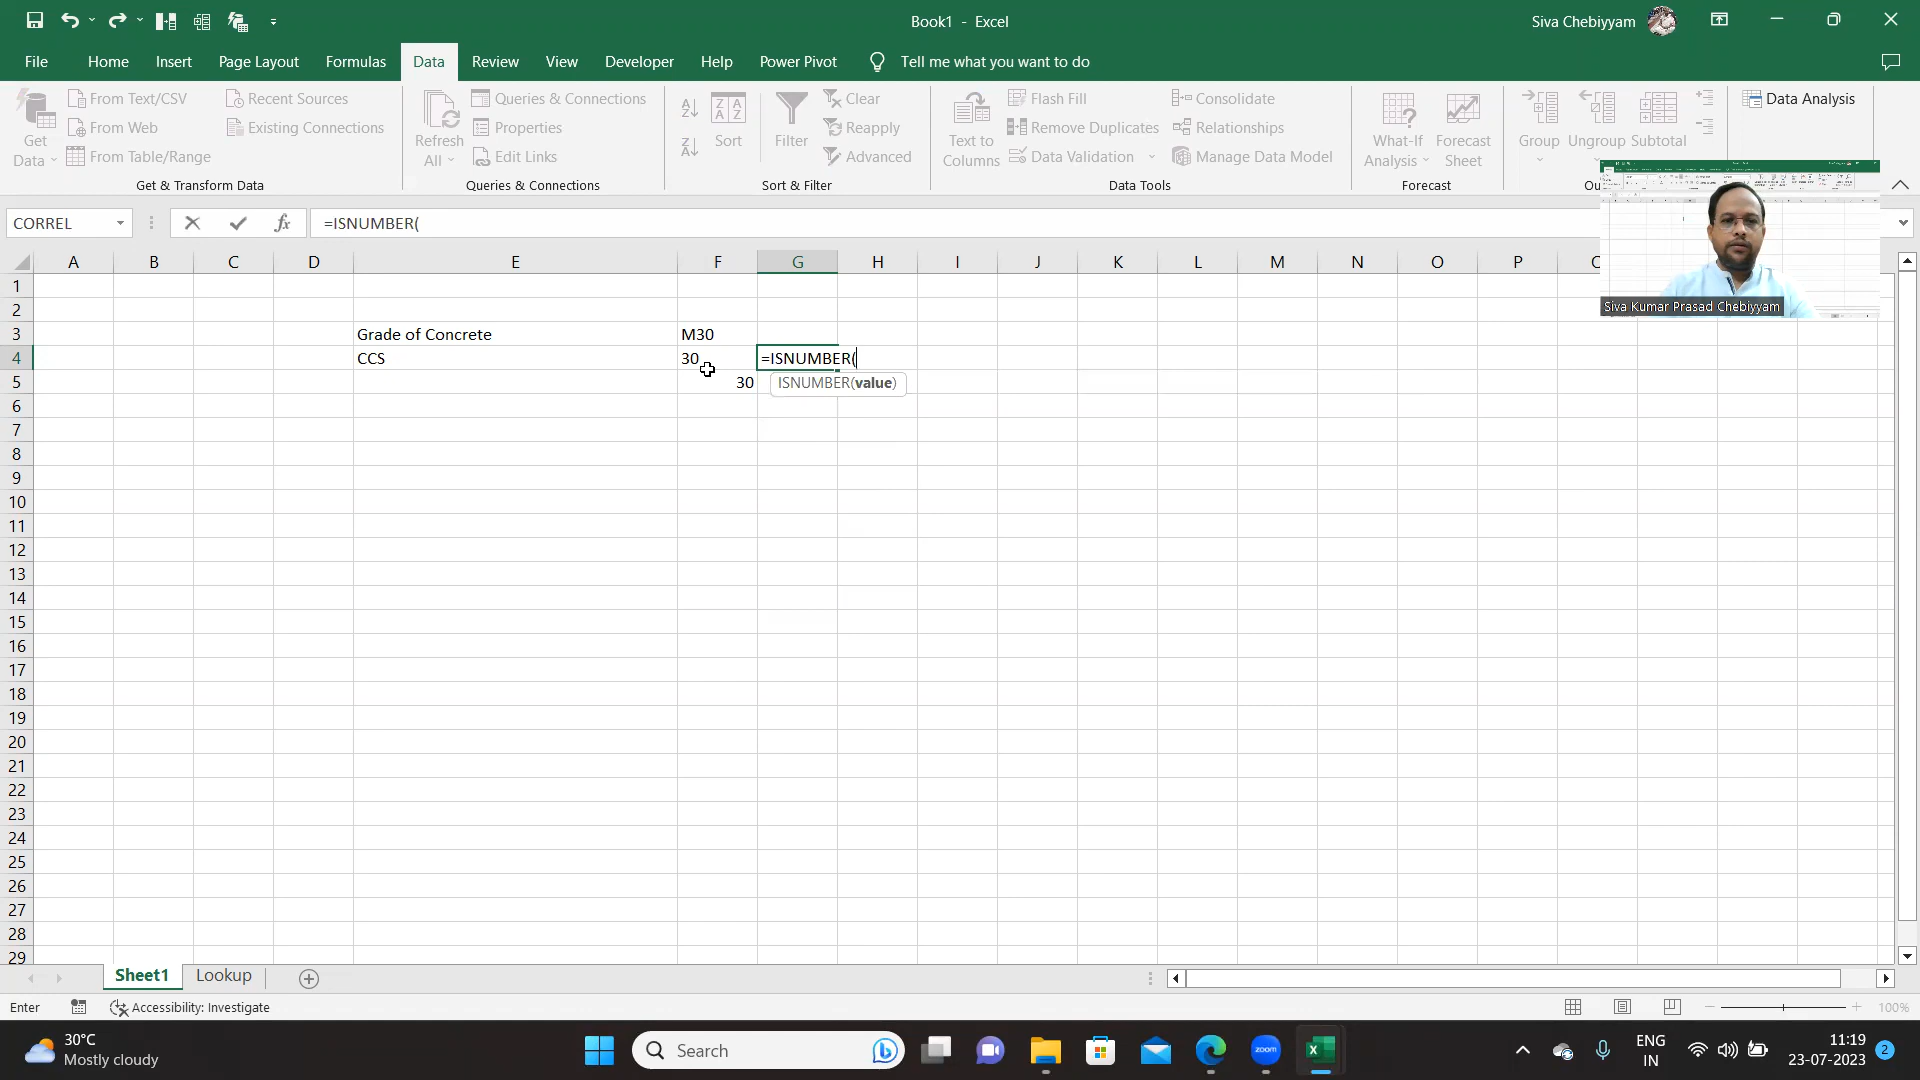 Book1 - Excel
Siva Chebiyyam
File Home Insert Page Layout Formulas Data Review View Developer Help Power Pivot Tell me what you want to do
Get Data
From Text/CSV
From Web
From Table/Range
Recent Sources
Existing Connections
Get & Transform Data
Refresh All
Queries & Connections
Properties
Edit Links
Queries & Connections
Sort
Filter
Clear
Reapply
Advanced
Sort & Filter
Text to Columns
Flash Fill
Remove Duplicates
Data Validation
Consolidate
Relationships
Manage Data Model
Data Tools
What-If Analysis
Forecast Sheet
Forecast
Group
Ungroup
Subtotal
Data Analysis
Siva Kumar Prasad Chebiyyam
CORREL
fx
=ISNUMBER(
A B C D E F G H I J K L M N O P
1
2
3 Grade of Concrete M30
4 CCS 30 =ISNUMBER(
5 30 ISNUMBER(value)
6
7
8
9
10
11
12
13
14
15
16
17
18
19
20
21
22
23
24
25
26
27
28
29
Sheet1 Lookup
Enter
Accessibility: Investigate
100%
30°C
Mostly cloudy
Search
zoom
ENG
IN
11:19
23-07-2023
2